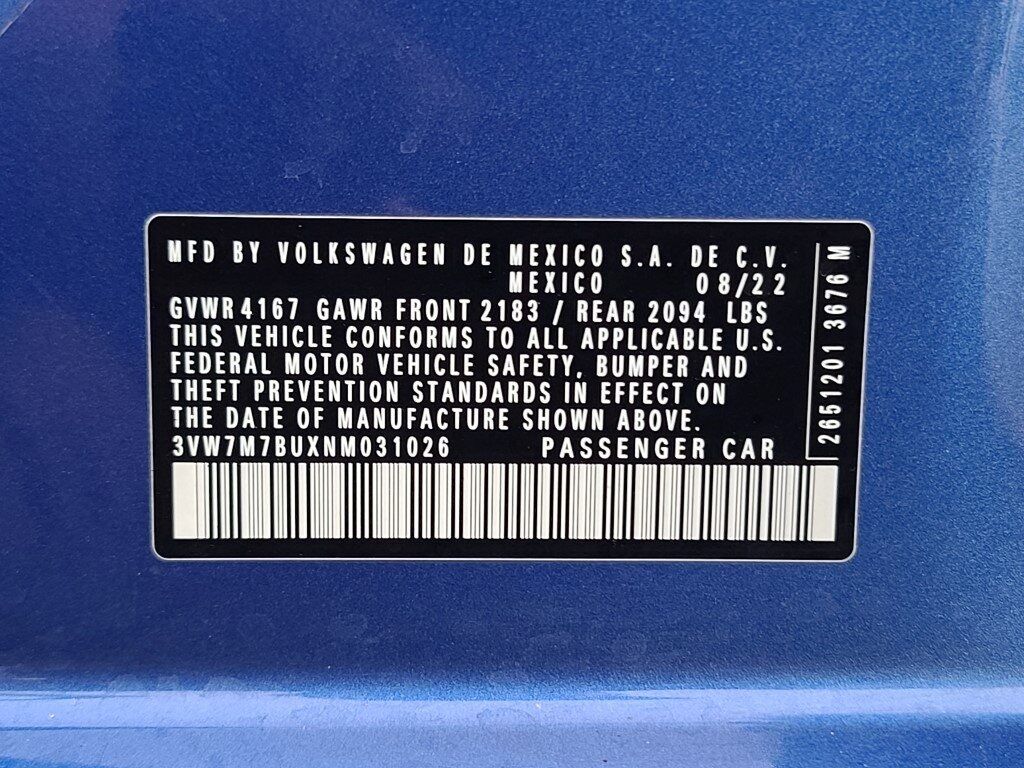 MFD BY VOLKSWAGEN DE MEXICO S.A. DE C.V.
MEXICO 08/22
GVWR 4167 GAWR FRONT 2183 / REAR 2094 LBS
THIS VEHICLE CONFORMS TO ALL APPLICABLE U.S.
FEDERAL MOTOR VEHICLE SAFETY, BUMPER AND
THEFT PREVENTION STANDARDS IN EFFECT ON
THE DATE OF MANUFACTURE SHOWN ABOVE.
3VW7M7BUXNM031026 PASSENGER CAR
2651201 3676 M